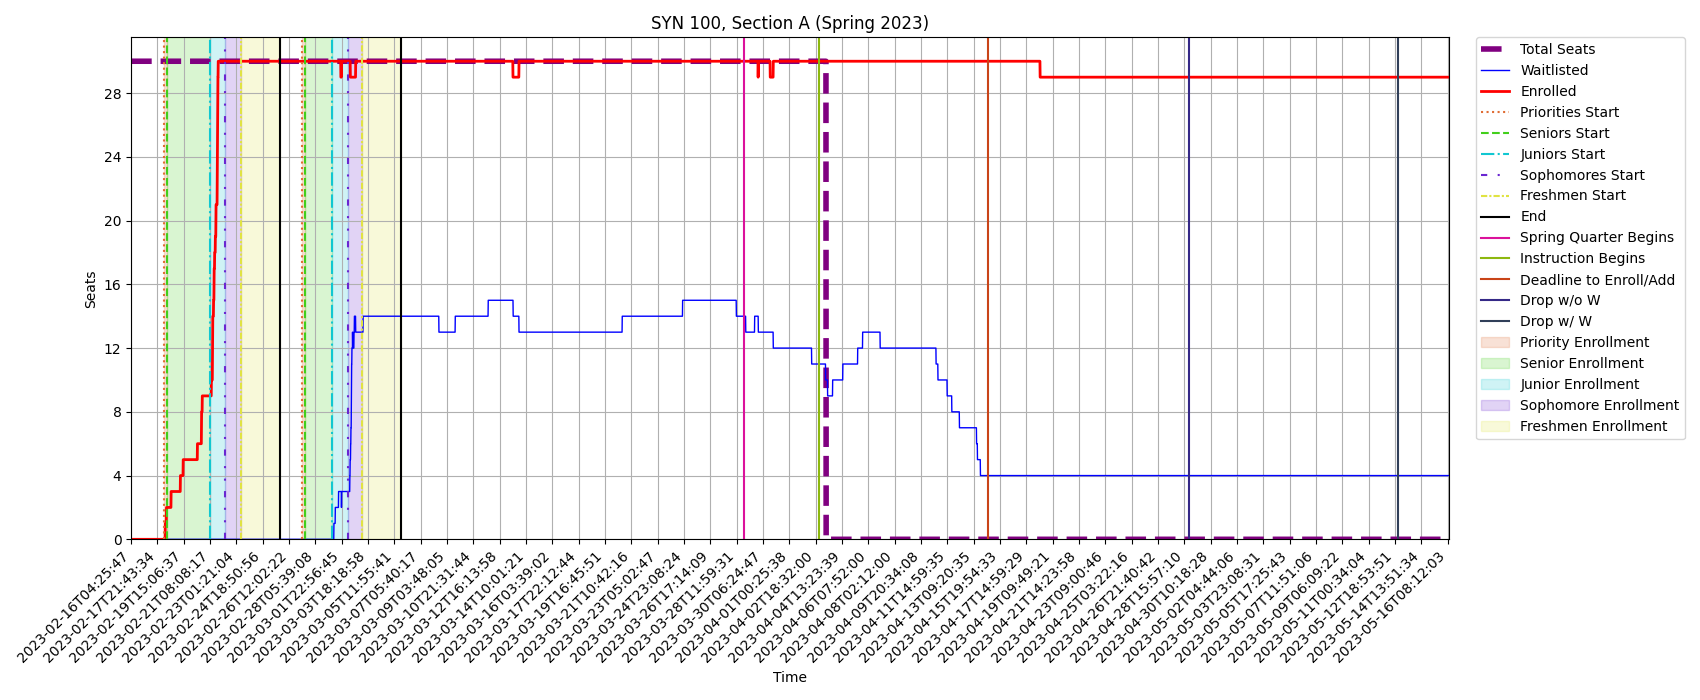 SYN 100, Section A (Spring 2023)
Seats
28
24
20
16
12
8
4
0
2023-02-16T04:25:47
2023-02-17T21:43:34
2023-02-19T15:06:37
2023-02-21T08:08:17
2023-02-23T01:21:04
2023-02-24T18:50:56
2023-02-26T12:02:22
2023-02-28T05:39:08
2023-03-01T22:56:45
2023-03-03T18:18:58
2023-03-05T11:55:41
2023-03-07T05:40:17
2023-03-09T03:48:05
2023-03-10T21:31:44
2023-03-12T16:13:58
2023-03-14T10:01:21
2023-03-16T03:39:02
2023-03-17T22:12:44
2023-03-19T16:45:51
2023-03-21T10:42:16
2023-03-23T05:02:47
2023-03-24T23:08:24
2023-03-26T17:14:09
2023-03-28T11:59:31
2023-03-30T06:24:47
2023-04-01T00:25:38
2023-04-02T18:32:00
2023-04-04T13:23:39
2023-04-06T07:52:00
2023-04-08T02:12:00
2023-04-09T20:34:08
2023-04-11T14:59:35
2023-04-13T09:20:35
2023-04-15T19:54:33
2023-04-17T14:59:29
2023-04-19T09:49:21
2023-04-21T14:23:58
2023-04-23T09:00:46
2023-04-25T03:22:16
2023-04-26T21:40:42
2023-04-28T15:57:10
2023-04-30T10:18:28
2023-05-02T04:44:06
2023-05-03T23:08:31
2023-05-05T17:25:43
2023-05-07T11:51:06
2023-05-09T06:09:22
2023-05-11T00:34:04
2023-05-12T18:53:51
2023-05-14T13:51:34
2023-05-16T08:12:03
Time
Total Seats
Waitlisted
Enrolled
Priorities Start
Seniors Start
Juniors Start
Sophomores Start
Freshmen Start
End
Spring Quarter Begins
Instruction Begins
Deadline to Enroll/Add
Drop w/o W
Drop w/ W
Priority Enrollment
Senior Enrollment
Junior Enrollment
Sophomore Enrollment
Freshmen Enrollment